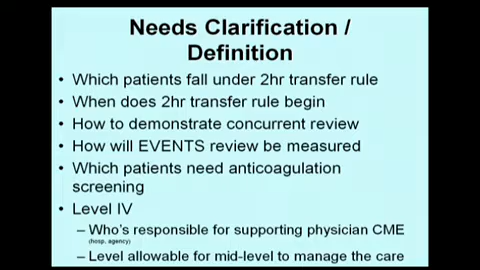 Needs Clarification /
Definition
• Which patients fall under 2hr transfer rule
• When does 2hr transfer rule begin
• How to demonstrate concurrent review
• How will EVENTS review be measured
• Which patients need anticoagulation
screening
• Level IV
– Who's responsible for supporting physician CME
(hosp, agency)
– Level allowable for mid-level to manage the care